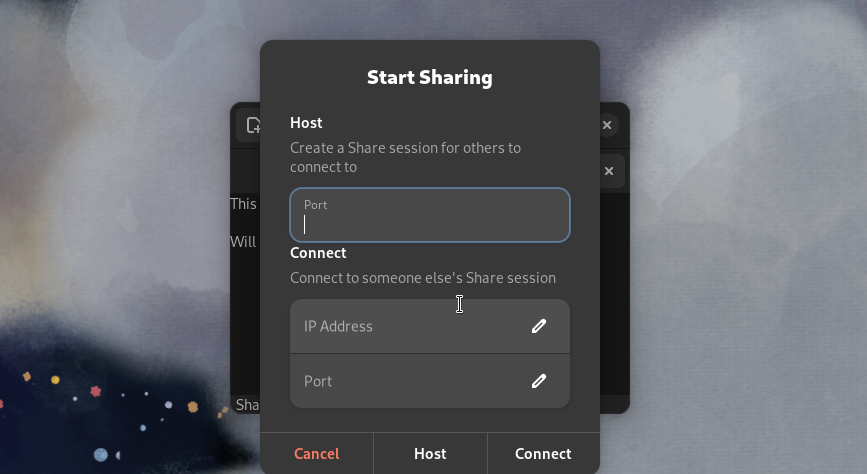 Start Sharing
Host
Create a Share session for others to
connect to
This
Port
Will
Connect
Connect to someone else's Share session
IP Address
Port
Sha
Cancel Host Connect